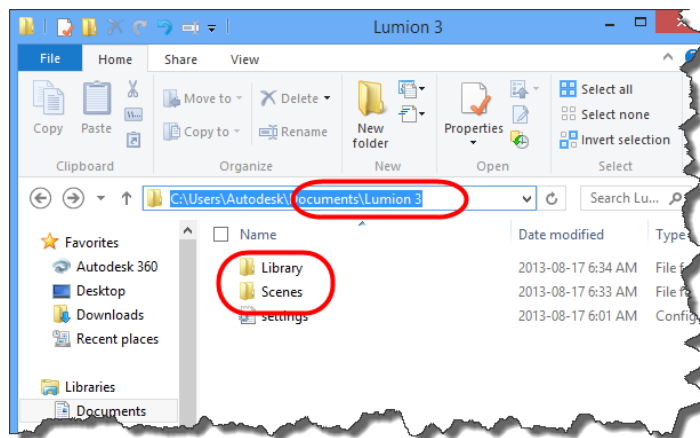 Lumion 3
File Home Share View
Copy
Paste
Move to
Copy to
Delete
Rename
New
folder
Properties
Select all
Select none
Invert selection
Clipboard Organize New Open Select
C:\Users\Autodesk\Documents\Lumion 3
Search Lu...
Name Date modified Type
Favorites
Autodesk 360
Desktop
Downloads
Recent places
Libraries
Documents
Library 2013-08-17 6:34 AM File f
Scenes 2013-08-17 6:33 AM File f
settings 2013-08-17 6:01 AM Config